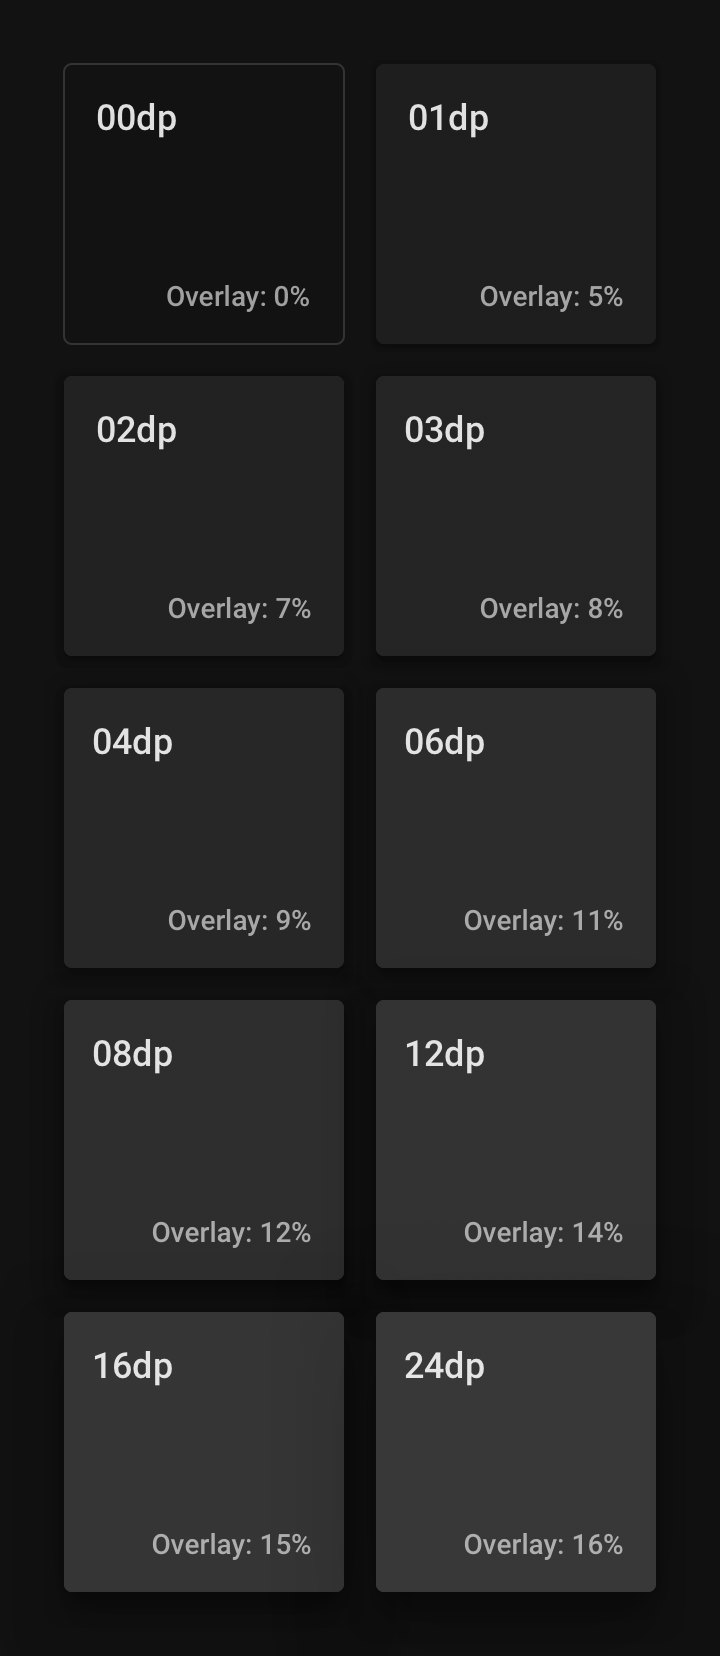 00dp
01dp
Overlay: 0%
Overlay: 5%
02dp
03dp
Overlay: 7%
Overlay: 8%
04dp
06dp
Overlay: 9%
Overlay: 11%
08dp
12dp
Overlay: 12%
Overlay: 14%
16dp
24dp
Overlay: 15%
Overlay: 16%